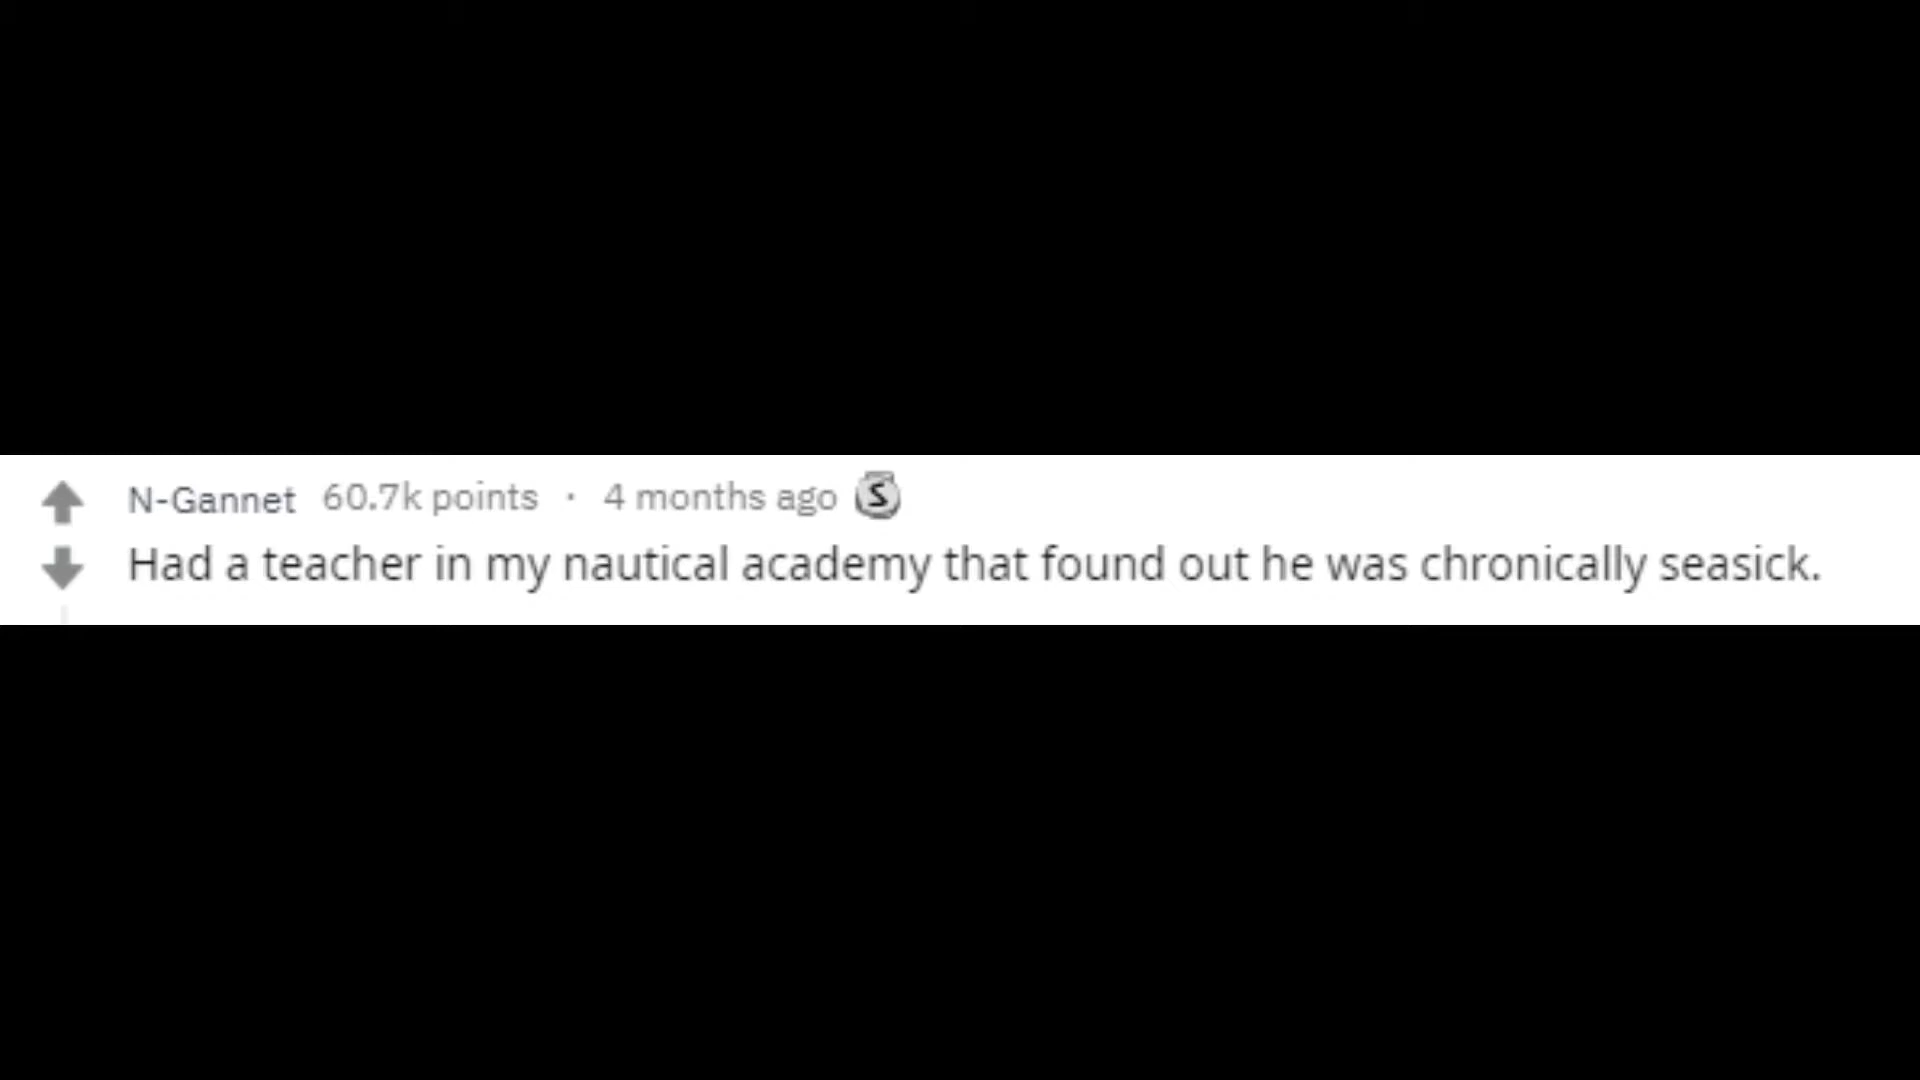 N-Gannet 60.7k points · 4 months ago S
Had a teacher in my nautical academy that found out he was chronically seasick.